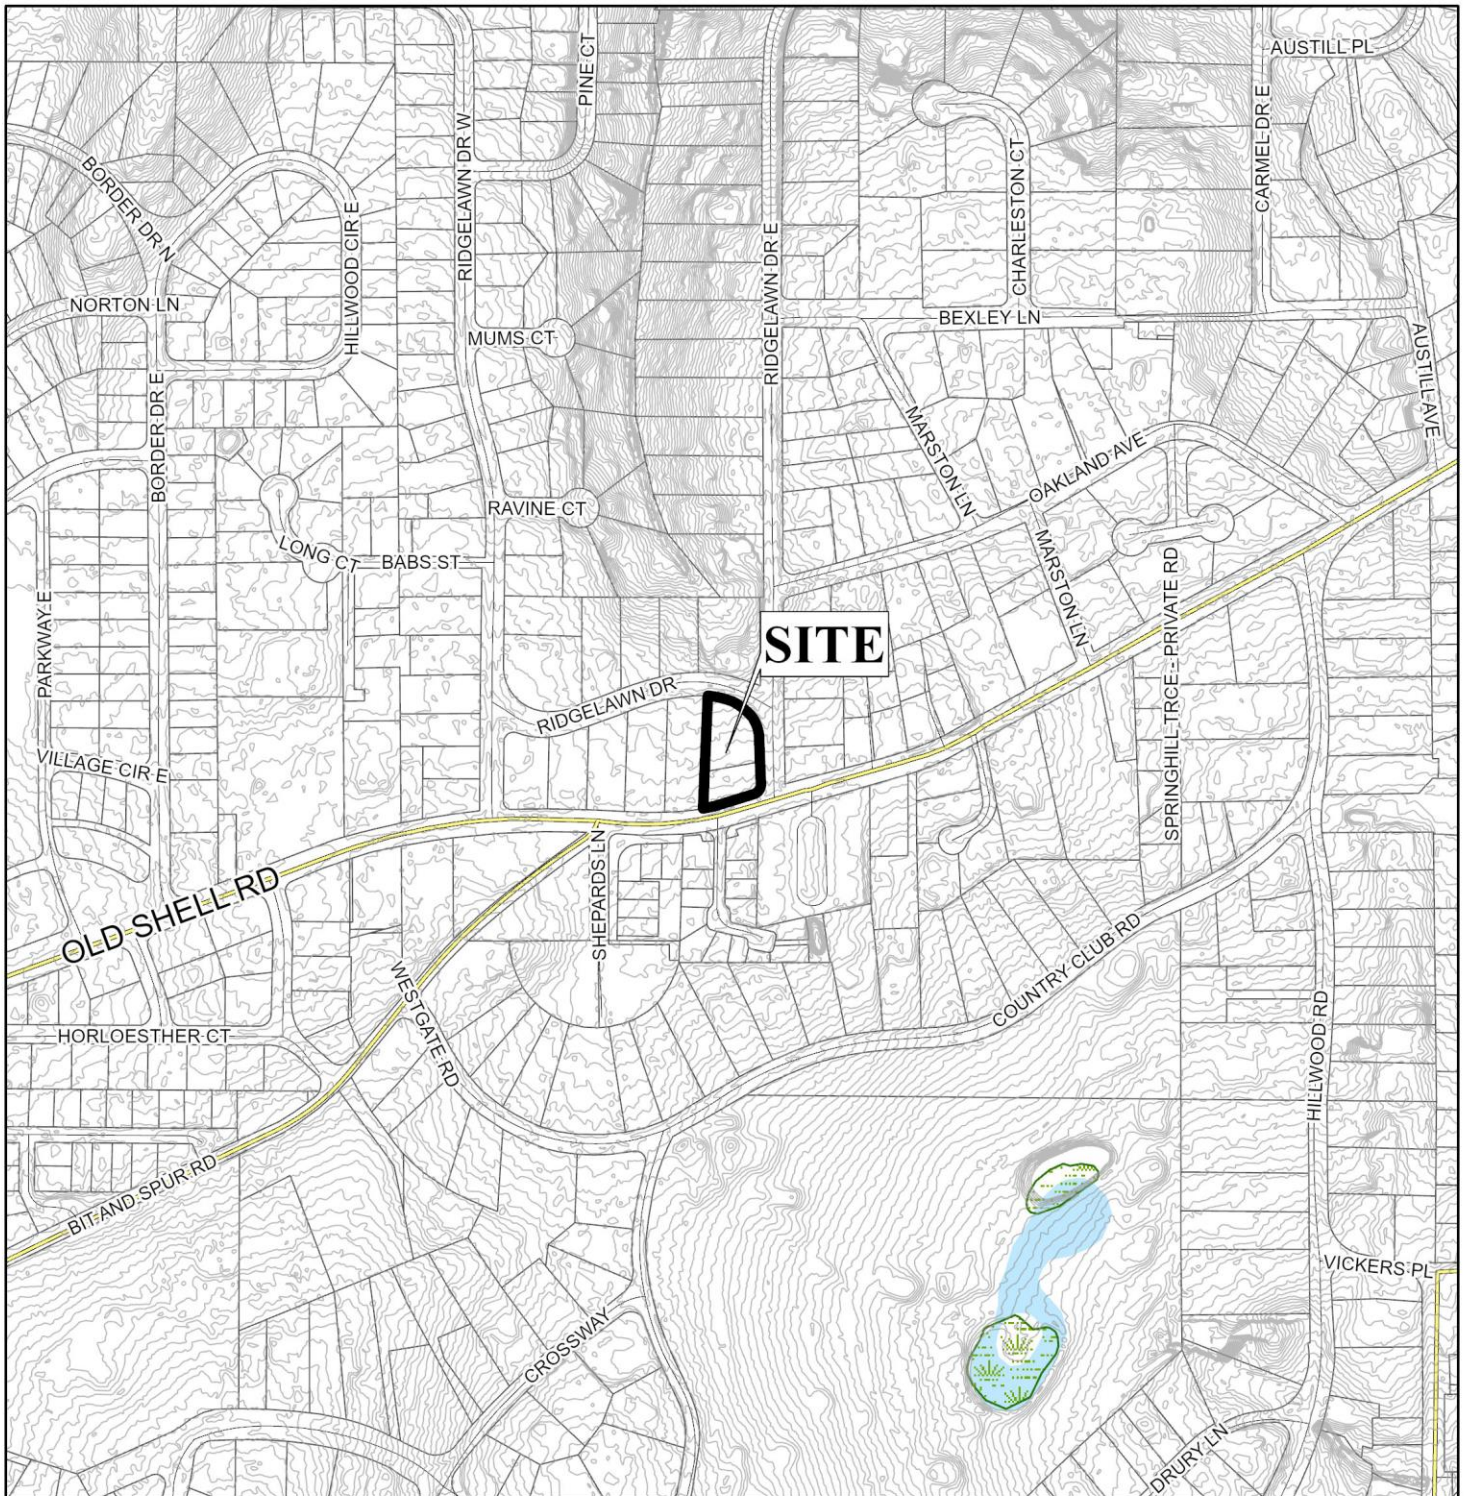 AUSTILL PL
PINE CT
CARMEL DR E
RIDGELAWN DR W
CHARLESTON CT
BORDER DR N
HILLWOOD CIR E
RIDGELAWN DR E
NORTON LN
BEXLEY LN
MUMS CT
AUSTILL AVE
BORDER DR E
MARSTON LN
OAKLAND AVE
RAVINE CT
LONG CT
BABS ST
MARSTON LN
SPRINGHILL TRCE - PRIVATE RD
PARKWAY E
SITE
RIDGELAWN DR
VILLAGE CIR E
SHEPARDS LN
OLD SHELL RD
COUNTRY CLUB RD
WESTGATE RD
HORLOESTHER CT
HILLWOOD RD
BIT AND SPUR RD
VICKERS PL
CROSSWAY
DRURY LN